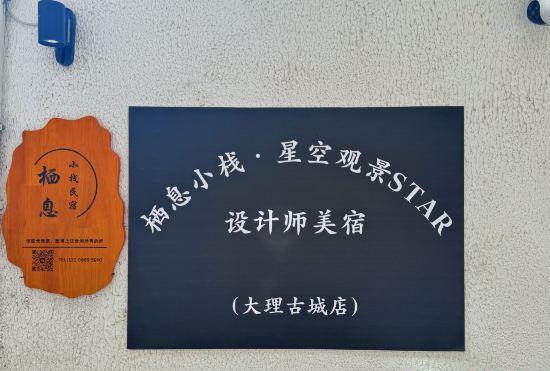 小栈民宿
栖息
栖息小栈·星空观景STAR
设计师美宿
(大理古城店)